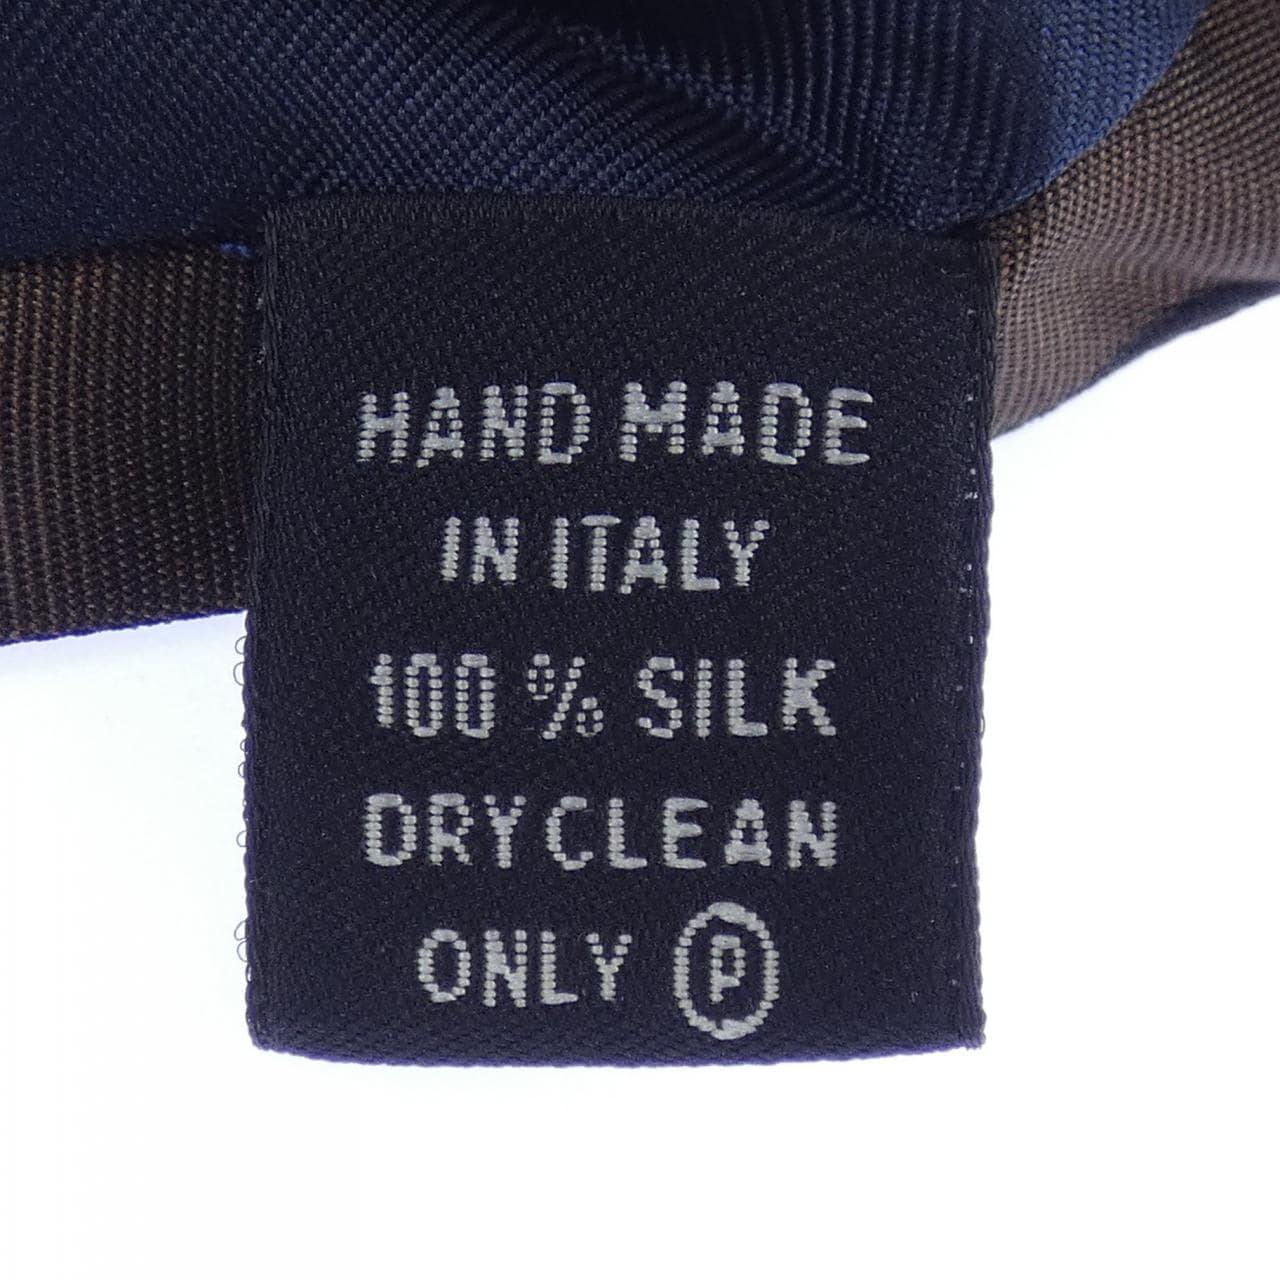 HAND MADE
IN ITALY
100% SILK
DRY CLEAN
ONLY Ⓟ